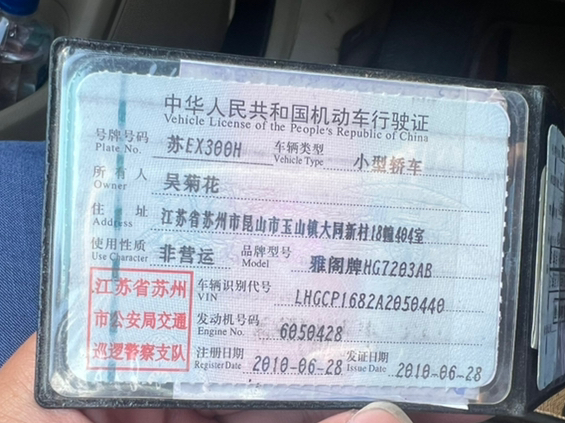 中华人民共和国机动车行驶证
Vehicle License of the People's Republic of China
号牌号码 苏EX300H 车辆类型 小型轿车
Plate No. Vehicle Type
所有人 吴菊花
Owner
住址 江苏省苏州市昆山市玉山镇大同新村18幢404室
Address
使用性质 非营运 品牌型号 雅阁牌HG7203AB
Use Character Model
江苏省苏州
市公安局交通
巡逻警察支队
车辆识别代号 LHGCP1682A2050440
VIN
发动机号码 6050428
Engine No.
注册日期 2010-06-28 发证日期 2010-06-28
Register Date Issue Date